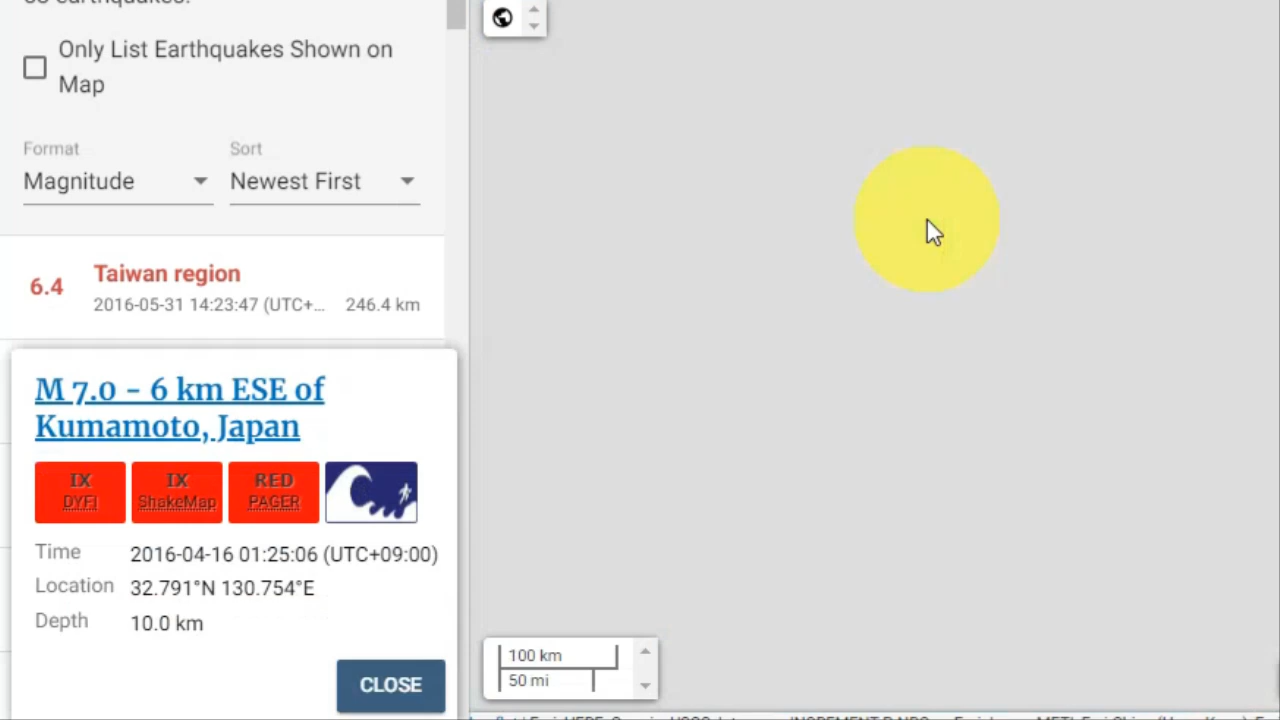 Only List Earthquakes Shown on
Map
Format
Sort
Magnitude
Newest First
6.4
Taiwan region
2016-05-31 14:23:47 (UTC+...
246.4 km
M 7.0 - 6 km ESE of
Kumamoto, Japan
IX
DYFI
IX
ShakeMap
RED
PAGER
Time
2016-04-16 01:25:06 (UTC+09:00)
Location
32.791°N 130.754°E
Depth
10.0 km
CLOSE
100 km
50 mi